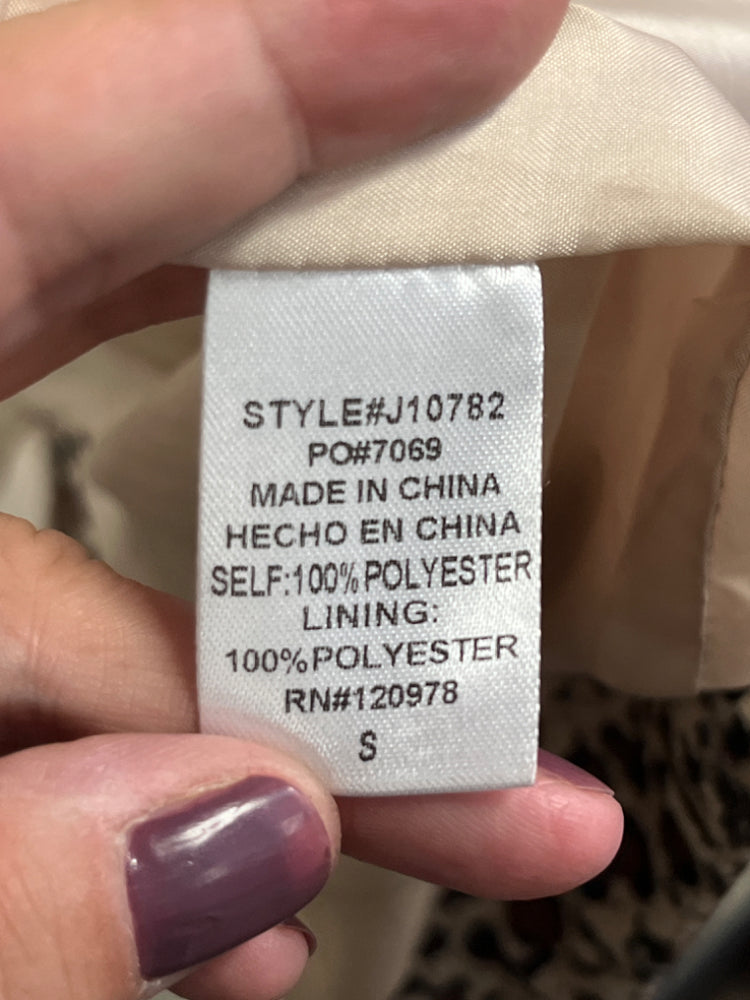 STYLE#J10782
PO#7069
MADE IN CHINA
HECHO EN CHINA
SELF:100% POLYESTER
LINING:
100%POLYESTER
RN#120978
S